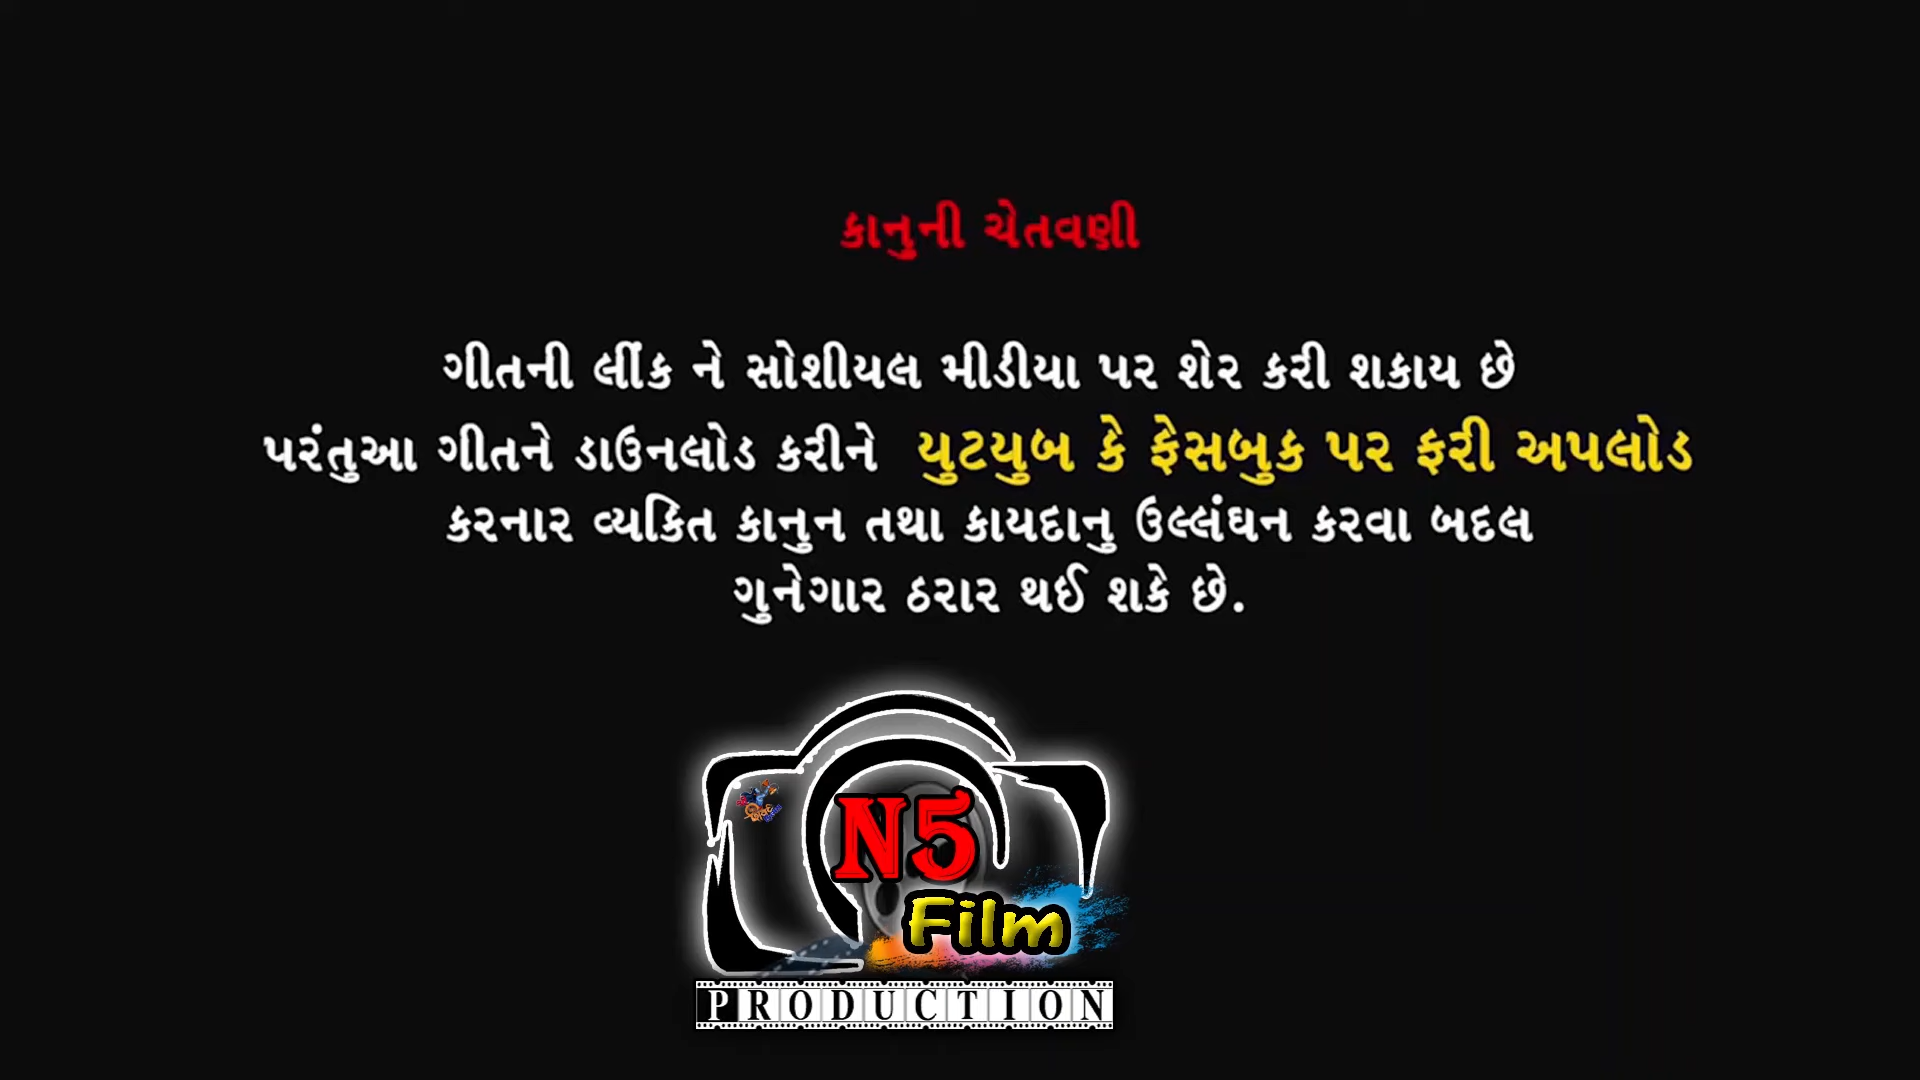 કાનુની ચેતવણી
ગીતની લીંક ને સોશીયલ મીડીયા પર શેર કરી શકાય છે
પરંતુઆ ગીતને ડાઉનલોડ કરીને યુટયુબ કે ફેસબુક પર ફરી અપલોડ
કરનાર વ્યકિત કાનુન તથા કાયદાનુ ઉલ્લંઘન કરવા બદલ
ગુનેગાર ઠરાર થઈ શકે છે.
N5
Film
PRODUCTION